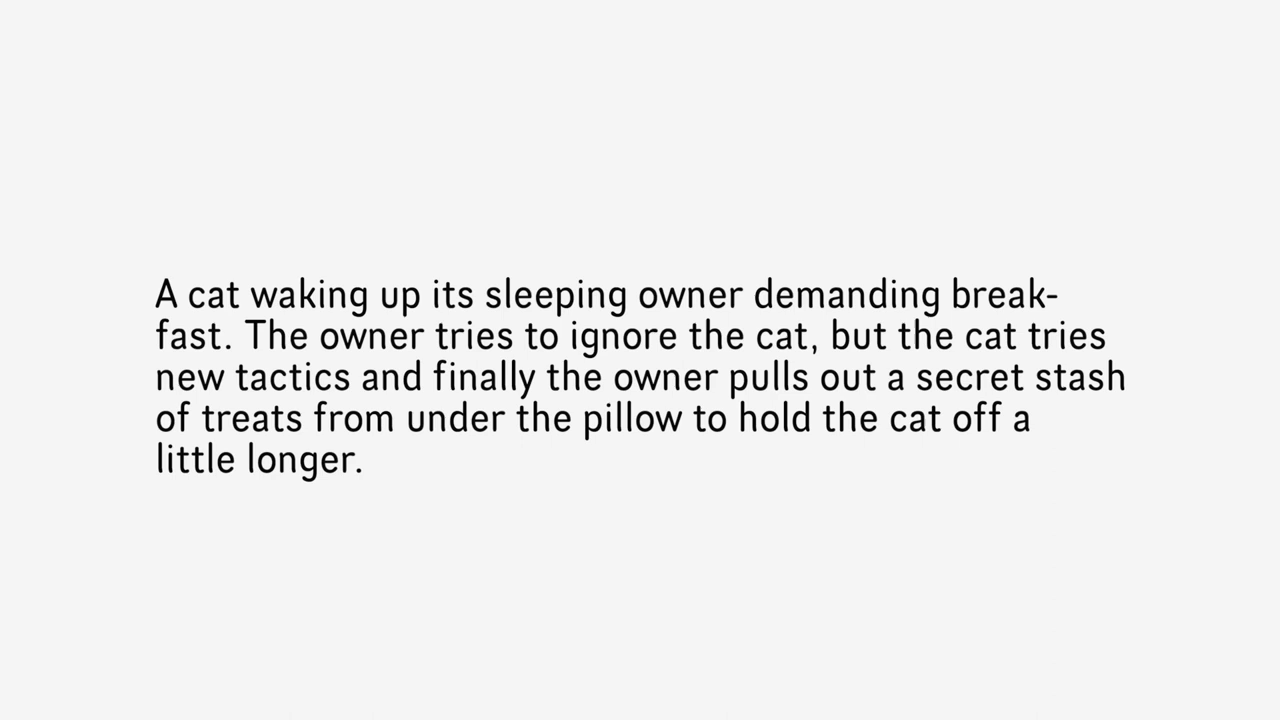 A cat waking up its sleeping owner demanding break-
fast. The owner tries to ignore the cat, but the cat tries
new tactics and finally the owner pulls out a secret stash
of treats from under the pillow to hold the cat off a
little longer.